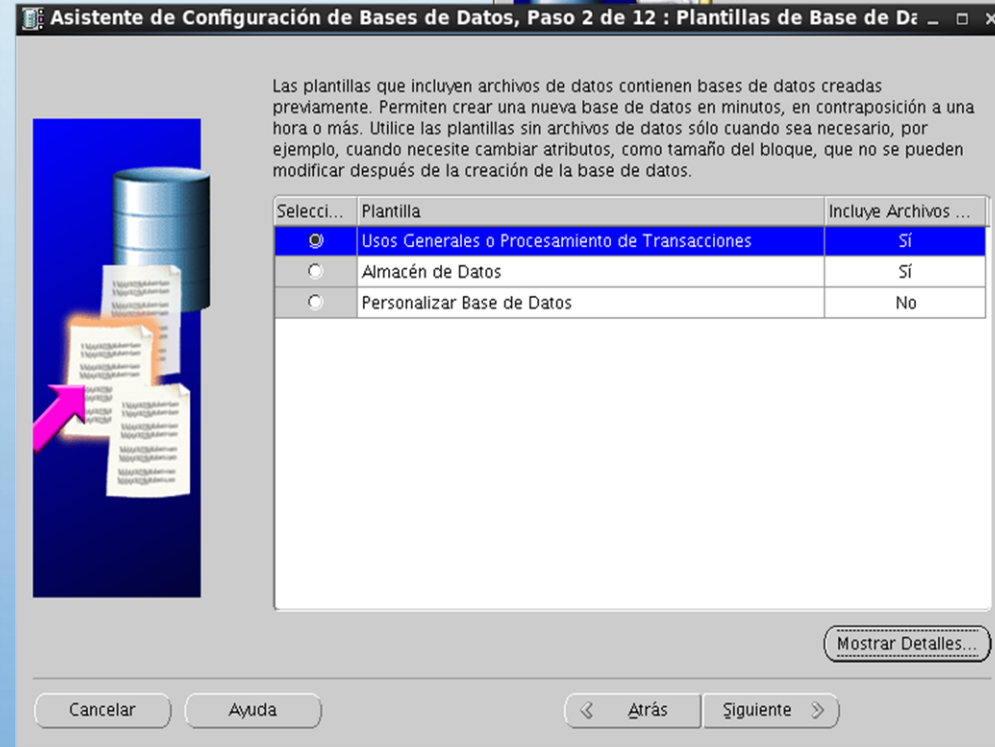 Asistente de Configuración de Bases de Datos, Paso 2 de 12 : Plantillas de Base de Da
Las plantillas que incluyen archivos de datos contienen bases de datos creadas
previamente. Permiten crear una nueva base de datos en minutos, en contraposición a una
hora o más. Utilice las plantillas sin archivos de datos sólo cuando sea necesario, por
ejemplo, cuando necesite cambiar atributos, como tamaño del bloque, que no se pueden
modificar después de la creación de la base de datos.
Selecci... Plantilla Incluye Archivos ...
Usos Generales o Procesamiento de Transacciones Sí
Almacén de Datos Sí
Personalizar Base de Datos No
Mostrar Detalles...
Cancelar Ayuda Atrás Siguiente